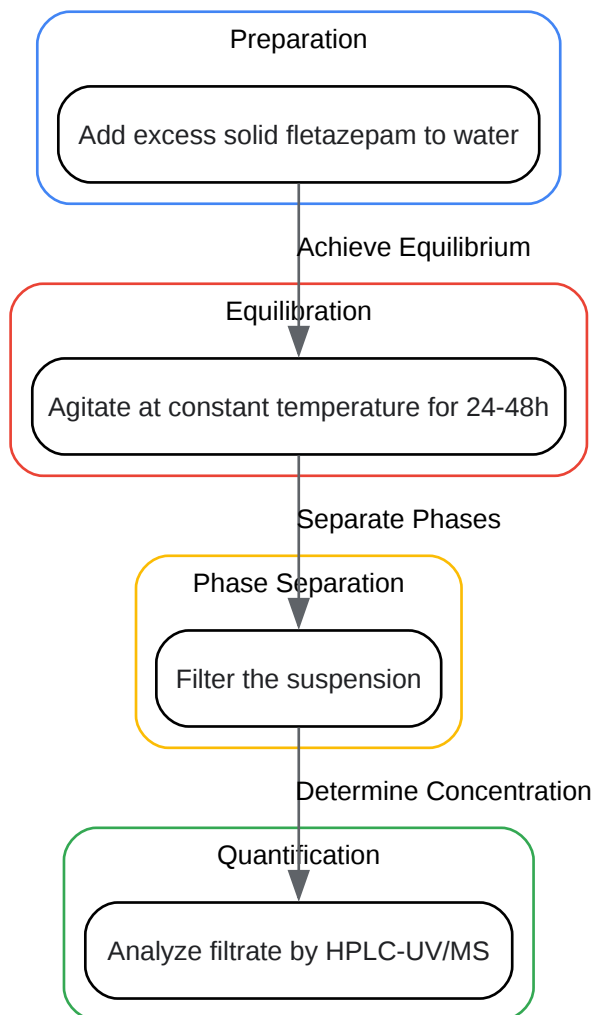 Preparation
Add excess solid fletazepam to water
Achieve Equilibrium
Equilibration
Agitate at constant temperature for 24-48h
Separate Phases
Phase Separation
Filter the suspension
Determine Concentration
Quantification
Analyze filtrate by HPLC-UV/MS